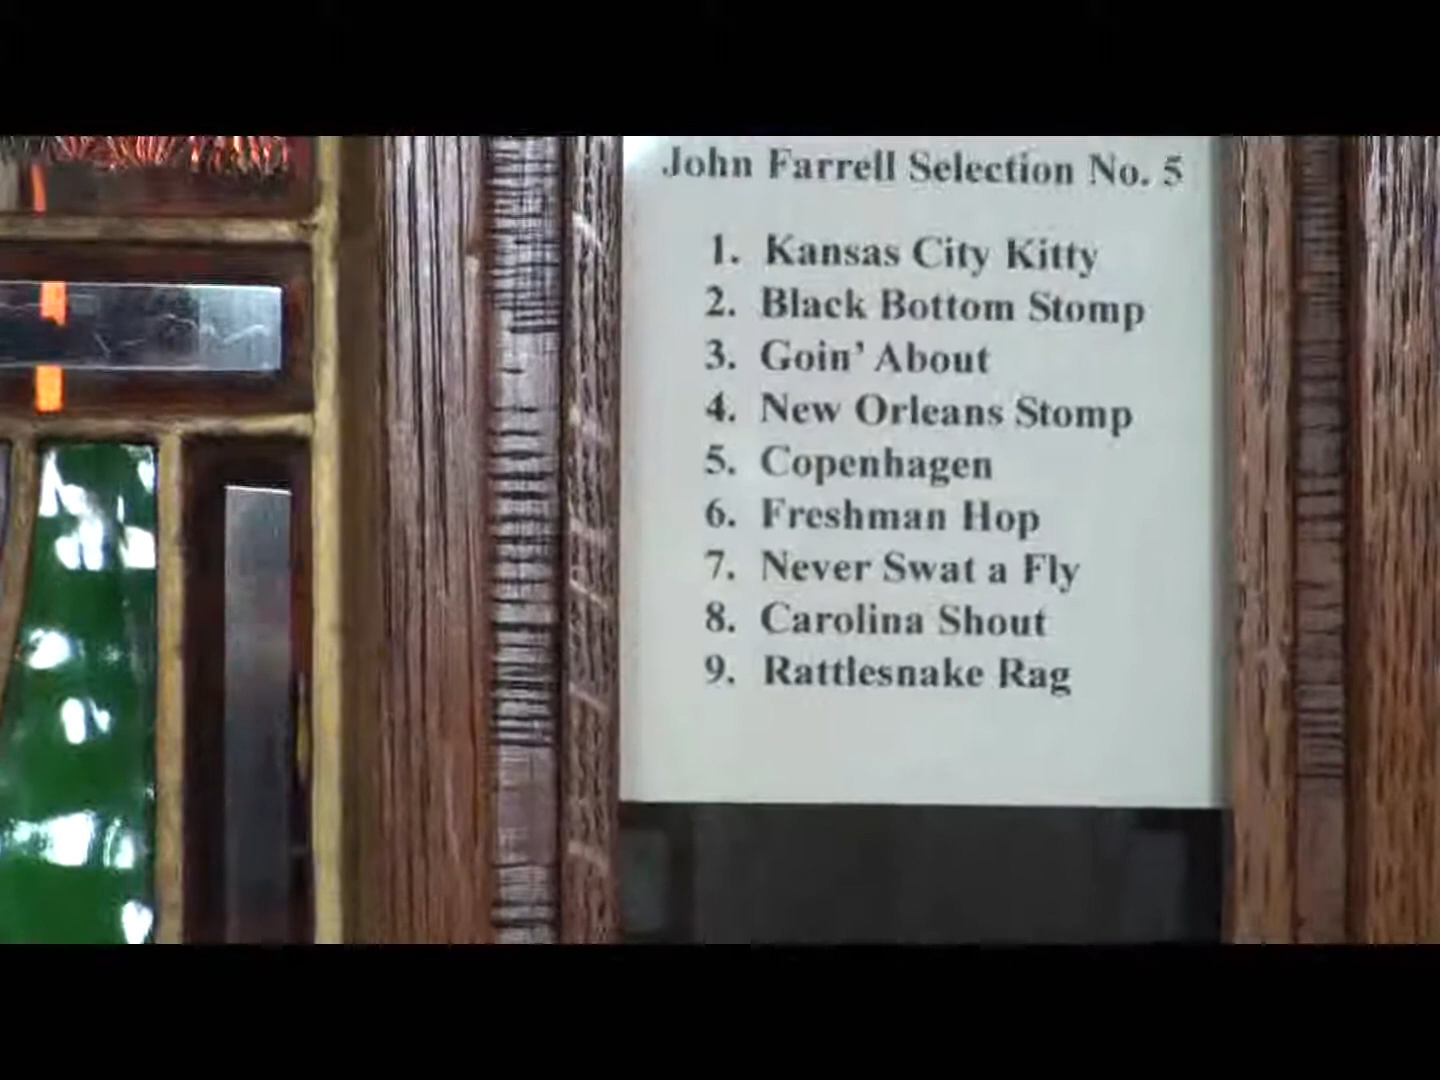 John Farrell Selection No. 5
1. Kansas City Kitty
2. Black Bottom Stomp
3. Goin' About
4. New Orleans Stomp
5. Copenhagen
6. Freshman Hop
7. Never Swat a Fly
8. Carolina Shout
9. Rattlesnake Rag